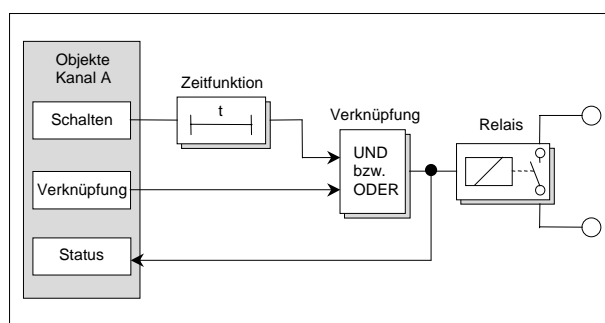 Objekte
Kanal A
Zeitfunktion
Schalten
t
Verknüpfung
Relais
UND
bzw.
ODER
Verknüpfung
Status